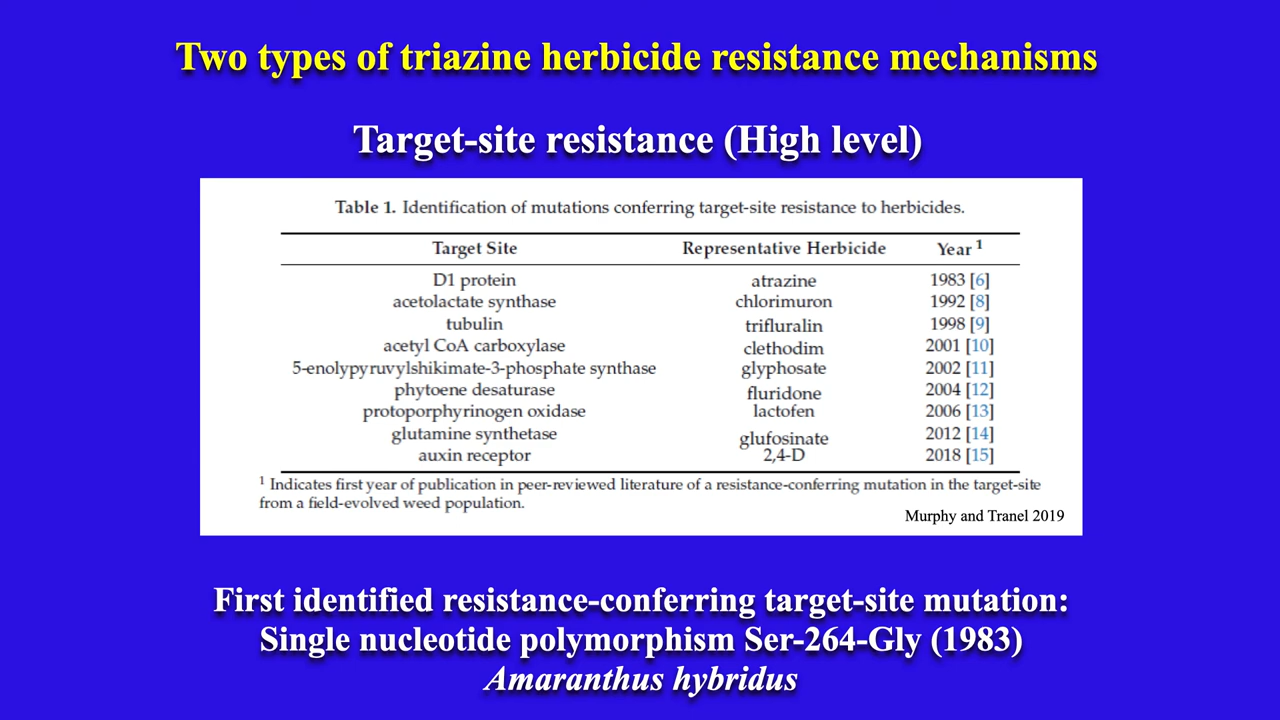 Two types of triazine herbicide resistance mechanisms
Target-site resistance (High level)
Table 1. Identification of mutations conferring target-site resistance to herbicides.
Target Site Representative Herbicide Year 1
D1 protein atrazine 1983 [6]
acetolactate synthase chlorimuron 1992 [8]
tubulin trifluralin 1998 [9]
acetyl CoA carboxylase clethodim 2001 [10]
5-enolypyruvylshikimate-3-phosphate synthase glyphosate 2002 [11]
phytoene desaturase fluridone 2004 [12]
protoporphyrinogen oxidase lactofen 2006 [13]
glutamine synthetase glufosinate 2012 [14]
auxin receptor 2,4-D 2018 [15]
1 Indicates first year of publication in peer-reviewed literature of a resistance-conferring mutation in the target-site
from a field-evolved weed population.
Murphy and Tranel 2019
First identified resistance-conferring target-site mutation:
Single nucleotide polymorphism Ser-264-Gly (1983)
Amaranthus hybridus